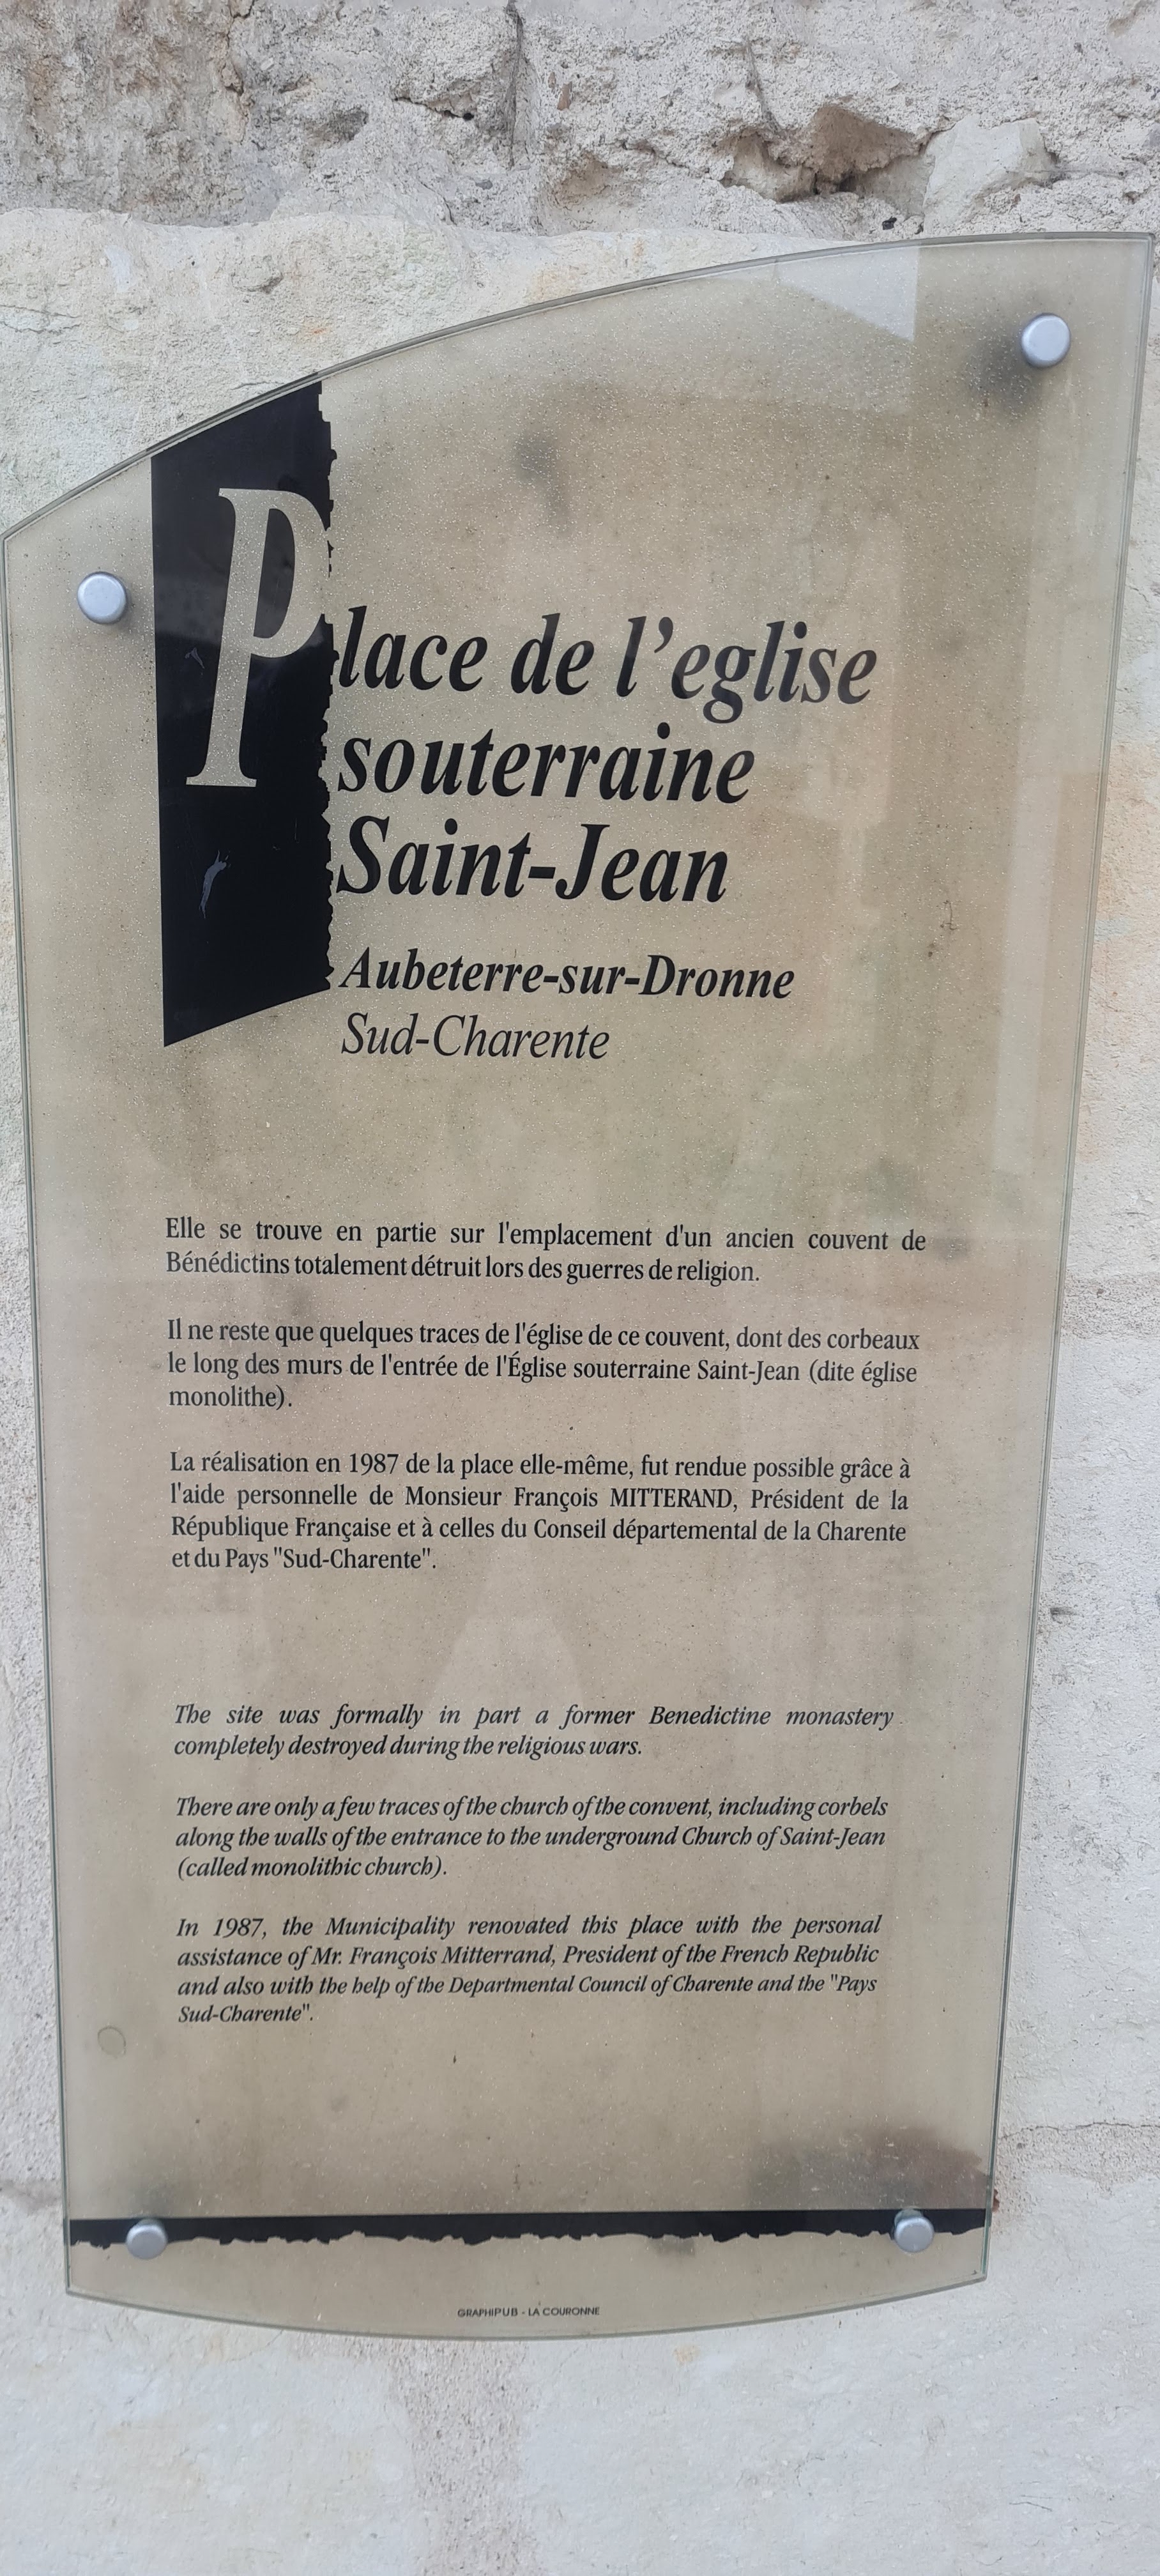 Place de l'eglise
souterraine
Saint-Jean
Aubeterre-sur-Dronne
Sud-Charente
Elle se trouve en partie sur l'emplacement d'un ancien couvent de
Bénédictins totalement détruit lors des guerres de religion.
Il ne reste que quelques traces de l'église de ce couvent, dont des corbeaux
le long des murs de l'entrée de l'Église souterraine Saint-Jean (dite église
monolithe).
La réalisation en 1987 de la place elle-même, fut rendue possible grâce à
l'aide personnelle de Monsieur François MITTERAND, Président de la
République Française et à celles du Conseil départemental de la Charente
et du Pays "Sud-Charente".
The site was formally in part a former Benedictine monastery
completely destroyed during the religious wars.
There are only a few traces of the church of the convent, including corbels
along the walls of the entrance to the underground Church of Saint-Jean
(called monolithic church).
In 1987, the Municipality renovated this place with the personal
assistance of Mr. François Mitterrand, President of the French Republic
and also with the help of the Departmental Council of Charente and the "Pays
Sud-Charente".
GRAPHIPUB - LA COURONNE